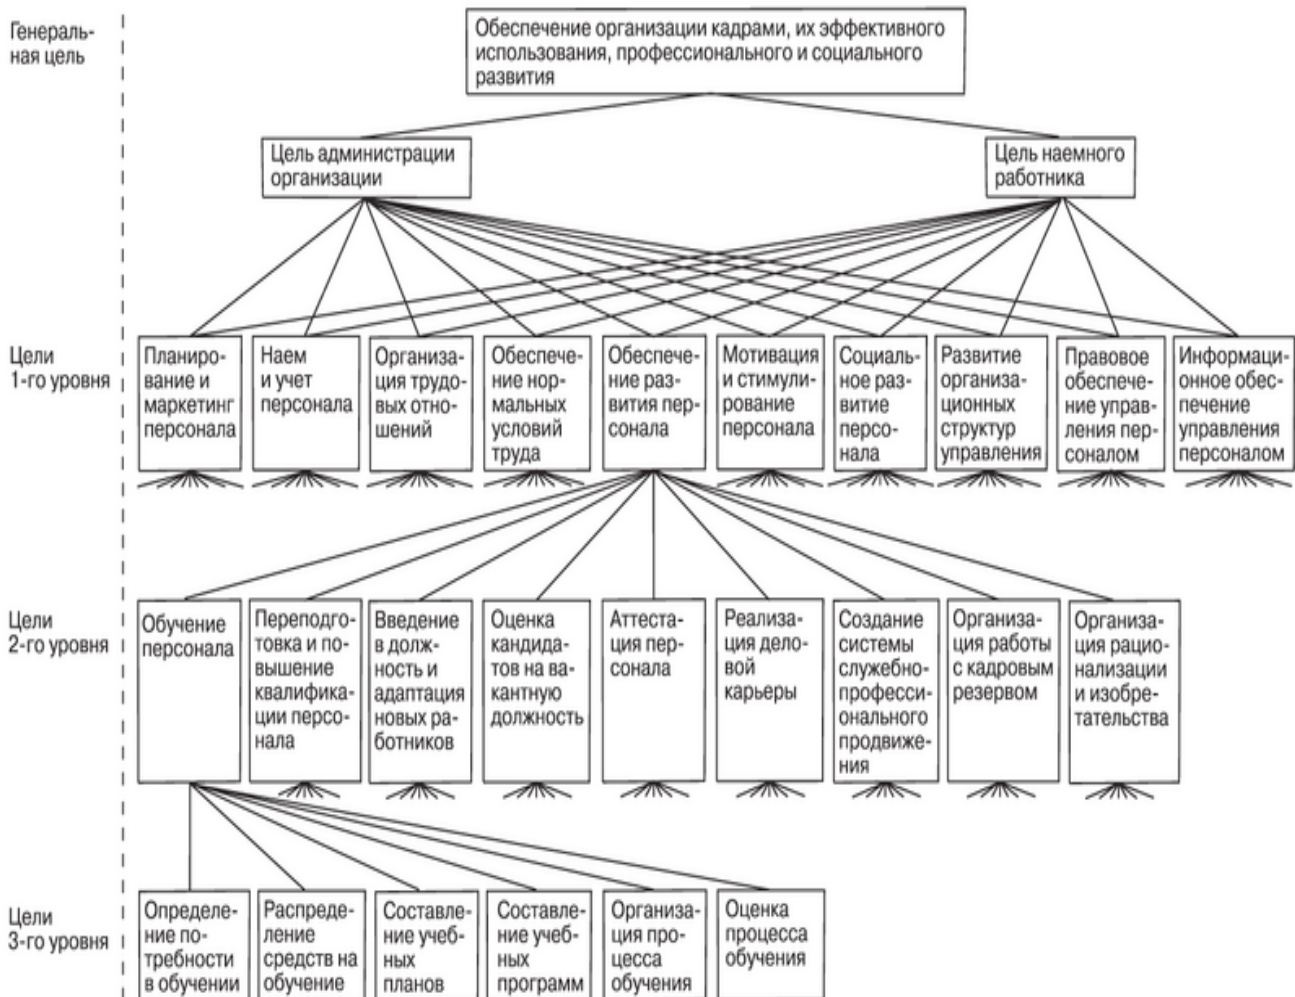 Генераль-
ная цель
Обеспечение организации кадрами, их эффективного
использования, профессионального и социального
развития
Цель администрации
организации
Цель наемного
работника
Цели
1-го уровня
Планиро-
вание и
маркетинг
персонала
Наем
и учет
персонала
Организа-
ция трудо-
вых отно-
шений
Обеспече-
ние нор-
мальных
условий
труда
Обеспече-
ние раз-
вития пер-
сонала
Мотивация
и стимули-
рование
персонала
Социаль-
ное раз-
витие
персо-
нала
Развитие
организа-
ционных
структур
управления
Правовое
обеспече-
ние управ-
ления пер-
соналом
Информаци-
онное обес-
печение
управления
персоналом
Цели
2-го уровня
Обучение
персонала
Переподго-
товка и по-
вышение
квалифика-
ции персо-
нала
Введение
в долж-
ность и
адаптация
новых ра-
ботников
Оценка
кандида-
тов на ва-
кантную
должность
Аттеста-
ция пер-
сонала
Реализа-
ция дело-
вой
карьеры
Создание
системы
служебно-
професси-
онального
продвиже-
ния
Организа-
ция работы
с кадровым
резервом
Организа-
ция рацио-
нализации
и изобре-
тательства
Цели
3-го уровня
Определе-
ние по-
требности
в обучении
Распреде-
ление
средств на
обучение
Составле-
ние учеб-
ных
планов
Составле-
ние учеб-
ных
программ
Организа-
ция про-
цесса
обучения
Оценка
процесса
обучения